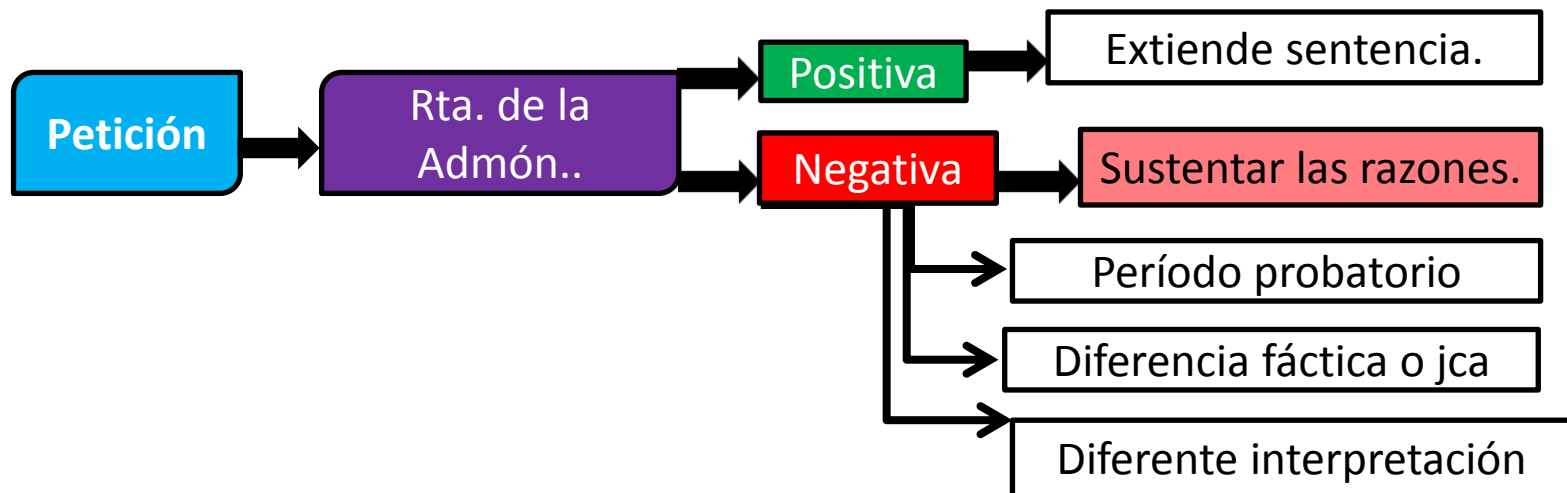 Petición
Rta. de la
Admón..
Positiva
Extiende sentencia.
Negativa
Sustentar las razones.
Período probatorio
Diferencia fáctica o jca
Diferente interpretación